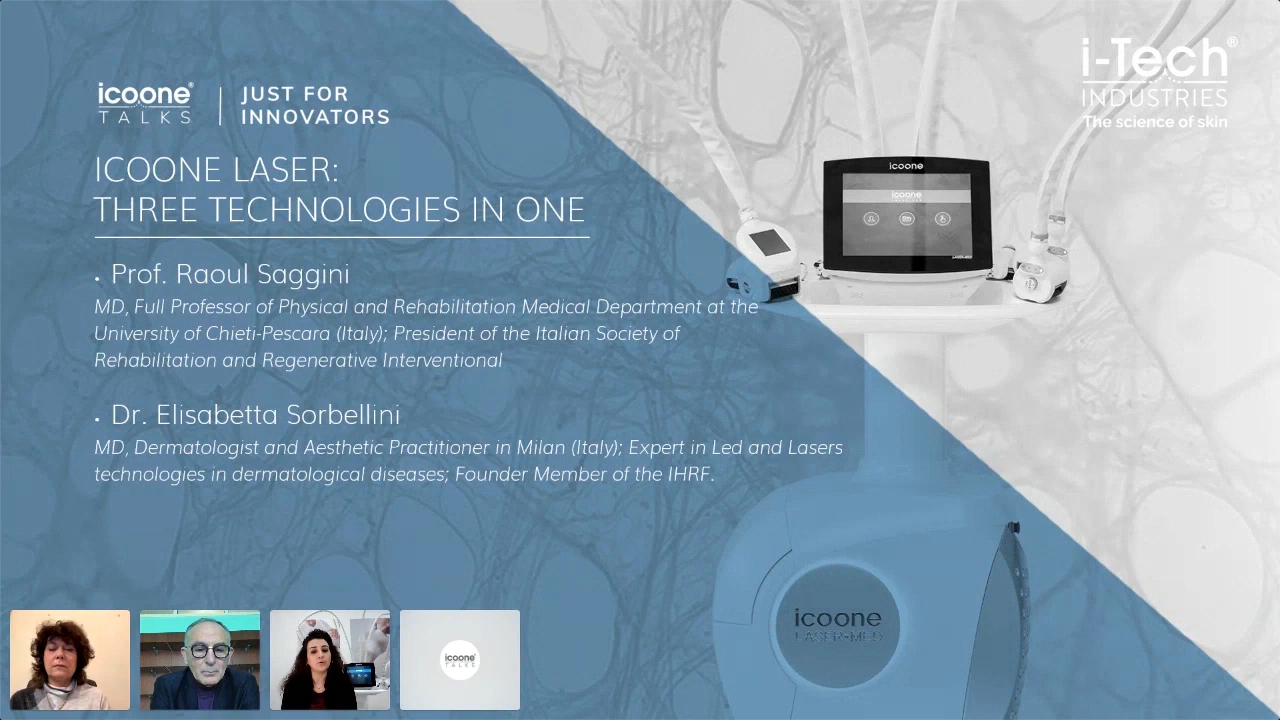 icoone®
TALKS
JUST FOR
INNOVATORS
i-Tech®
INDUSTRIES
The science of skin
ICOONE LASER:
THREE TECHNOLOGIES IN ONE
• Prof. Raoul Saggini
MD, Full Professor of Physical and Rehabilitation Medical Department at the
University of Chieti-Pescara (Italy); President of the Italian Society of
Rehabilitation and Regenerative Interventional
• Dr. Elisabetta Sorbellini
MD, Dermatologist and Aesthetic Practitioner in Milan (Italy); Expert in Led and Lasers
technologies in dermatological diseases; Founder Member of the IHRF.
icoone
icoone
icoone
LASER•MED
icoone®
TALKS